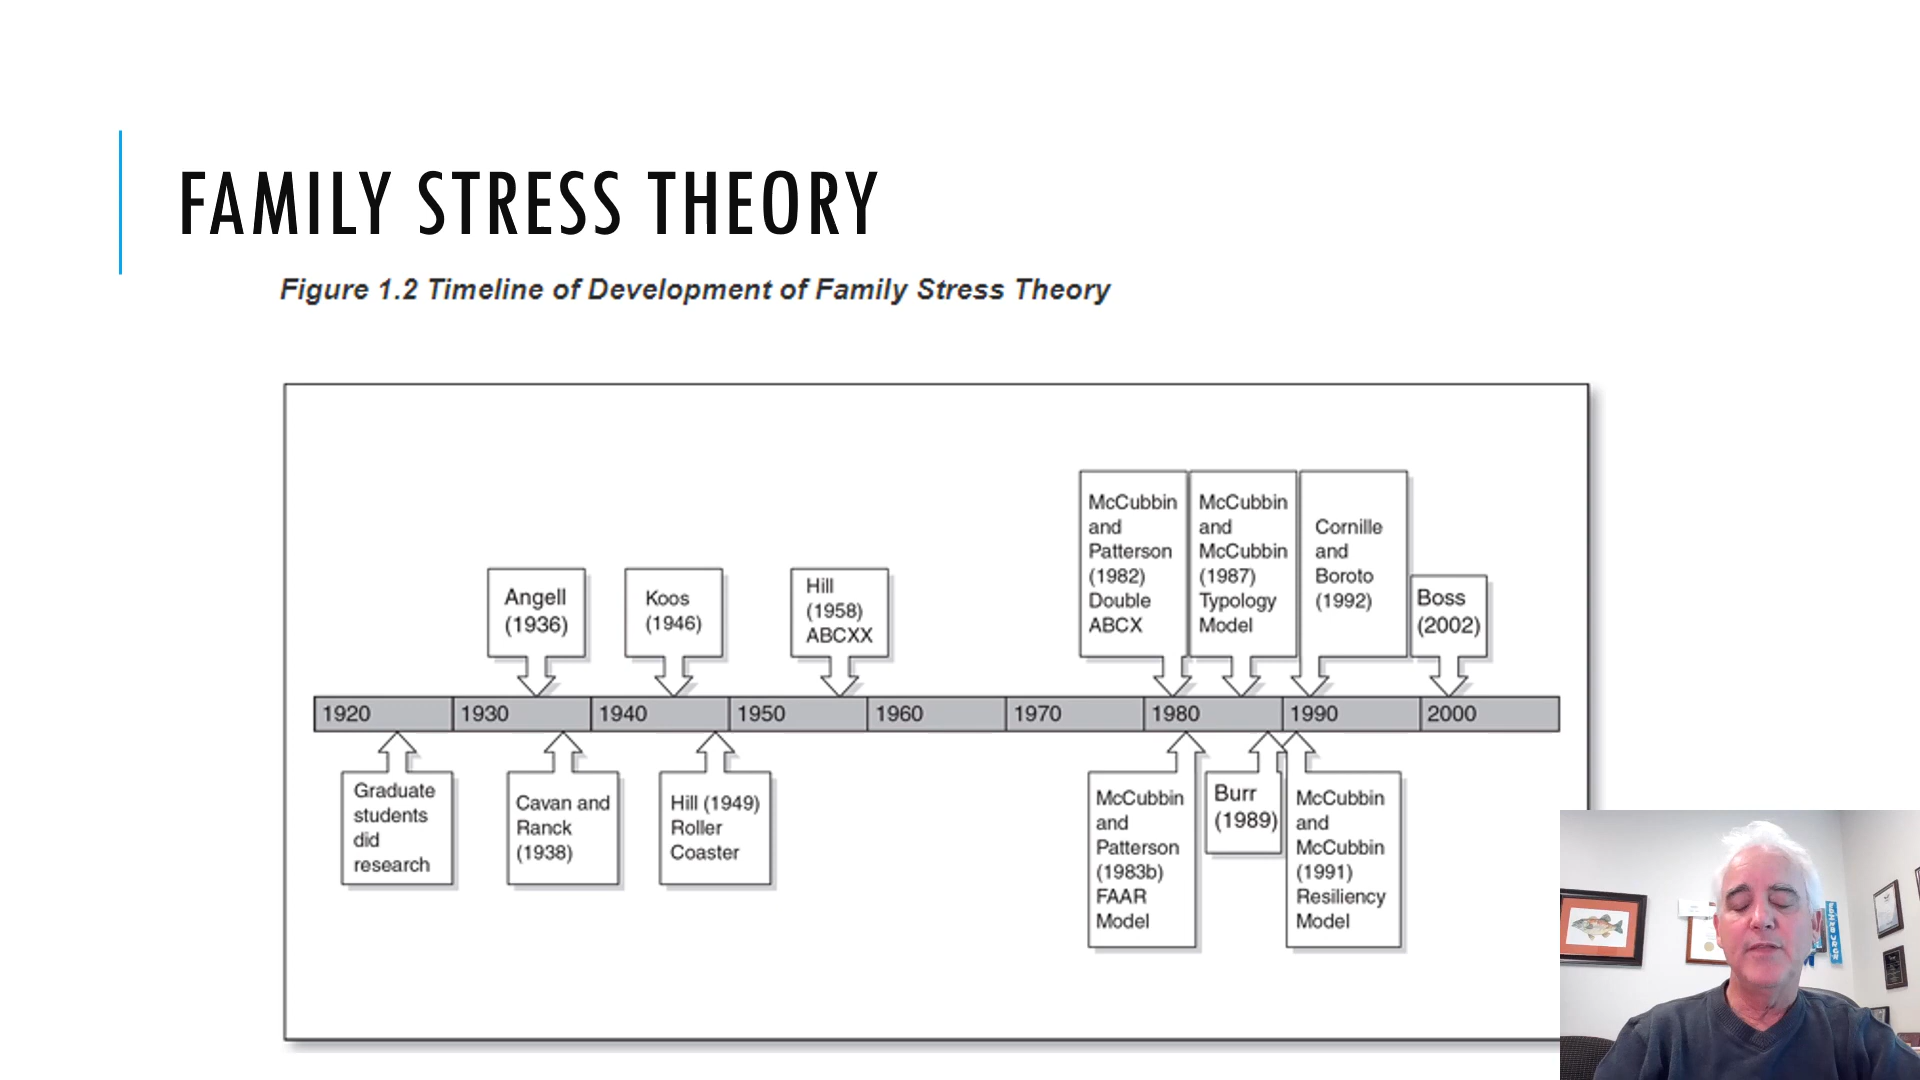 FAMILY STRESS THEORY
Figure 1.2 Timeline of Development of Family Stress Theory
Angell
(1936)
Koos
(1946)
Hill
(1958)
ABCXX
McCubbin
and
Patterson
(1982)
Double
ABCX
McCubbin
and
McCubbin
(1987)
Typology
Model
Cornille
and
Boroto
(1992)
Boss
(2002)
1920 1930 1940 1950 1960 1970 1980 1990 2000
Graduate
students
did
research
Cavan and
Ranck
(1938)
Hill (1949)
Roller
Coaster
McCubbin
and
Patterson
(1983b)
FAAR
Model
Burr
(1989)
McCubbin
and
McCubbin
(1991)
Resiliency
Model